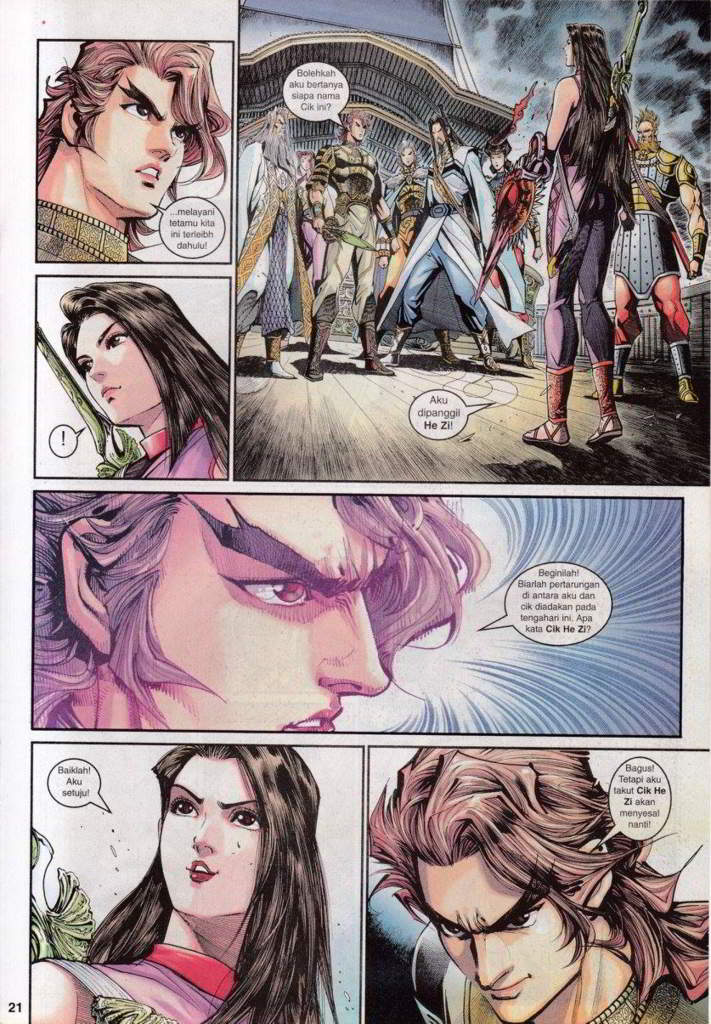 ...melayani
tetamu kita
ini terleibh
dahulu!
Bolehkah
aku bertanya
siapa nama
Cik ini?
Aku
dipanggil
He Zi!
!
Beginilah!
Biarlah pertarungan
di antara aku dan
cik diadakan pada
tengahari ini. Apa
kata Cik He Zi?
Baiklah!
Aku
setuju!
Bagus!
Tetapi aku
takut Cik He
Zi akan
menyesal
nanti!
21